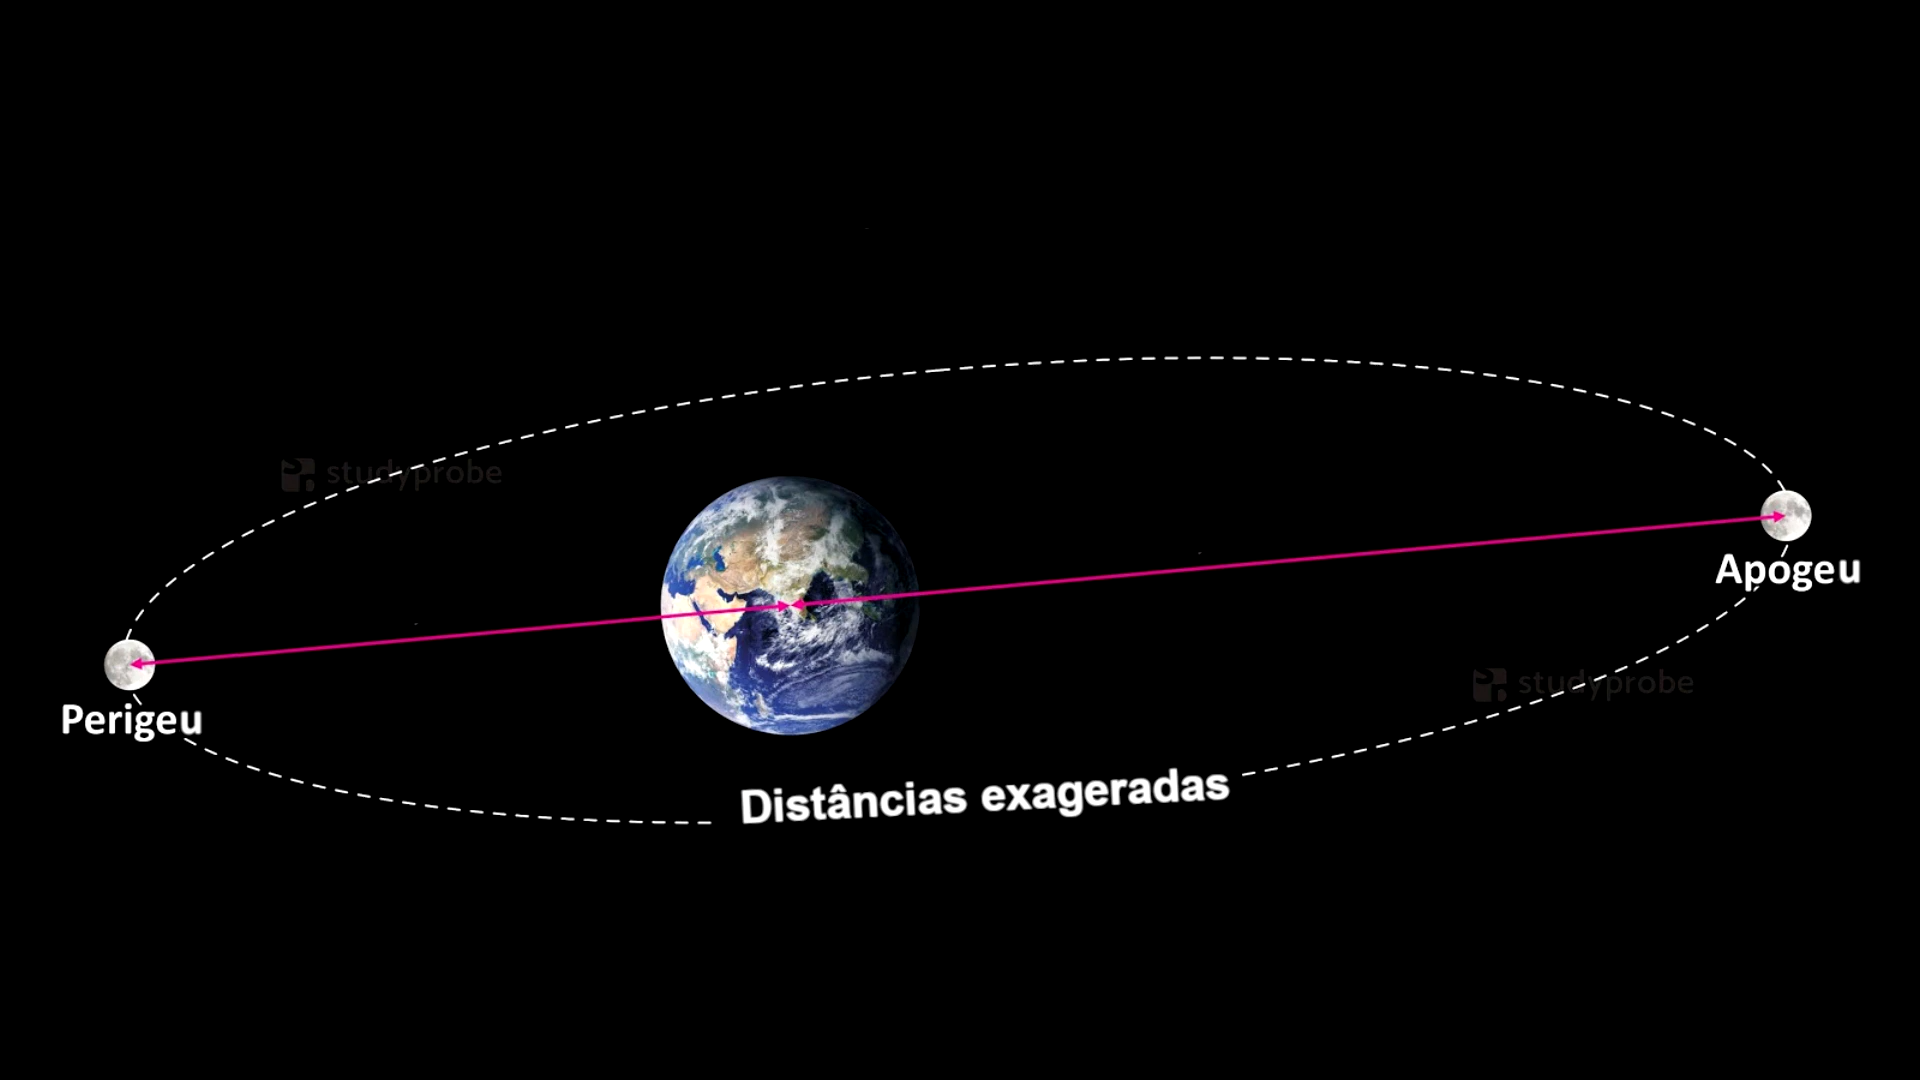 studyprobe
Apogeu
studyprobe
Perigeu
Distâncias exageradas